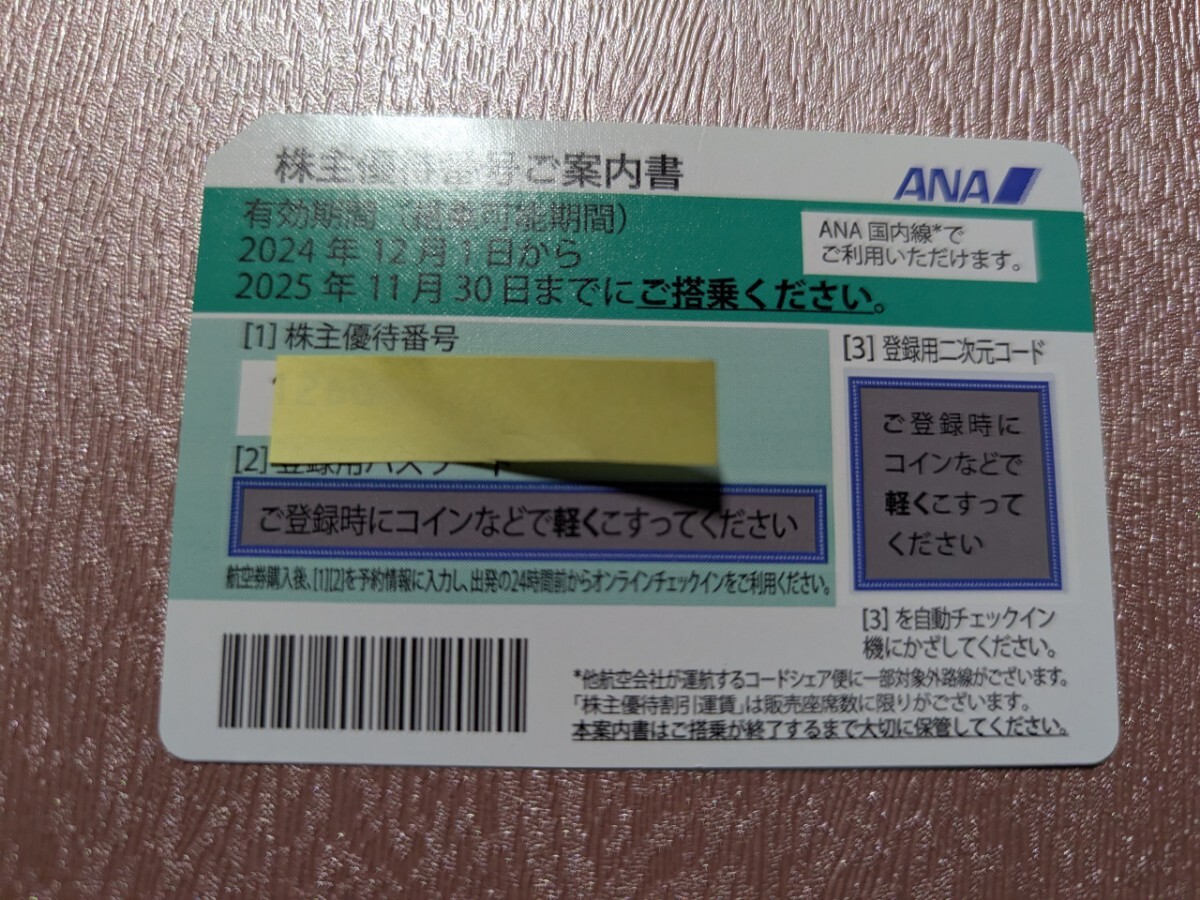 株主優待番号ご案内書
ANA
有効期間（搭乗可能期間）
2024年12月1日から
2025年11月30日までにご搭乗ください。
ANA 国内線*で
ご利用いただけます。
[1] 株主優待番号
[2] 登録用パスワード
ご登録時にコインなどで軽くこすってください
航空券購入後、[1][2]を予約情報に入力し、出発の24時間前からオンラインチェックインをご利用ください。
[3] 登録用二次元コード
ご登録時に
コインなどで
軽くこすって
ください
[3] を自動チェックイン
機にかざしてください。
*他航空会社が運航するコードシェア便に一部対象外路線がございます。
「株主優待割引運賃」は販売座席数に限りがございます。
本案内書はご搭乗が終了するまで大切に保管してください。